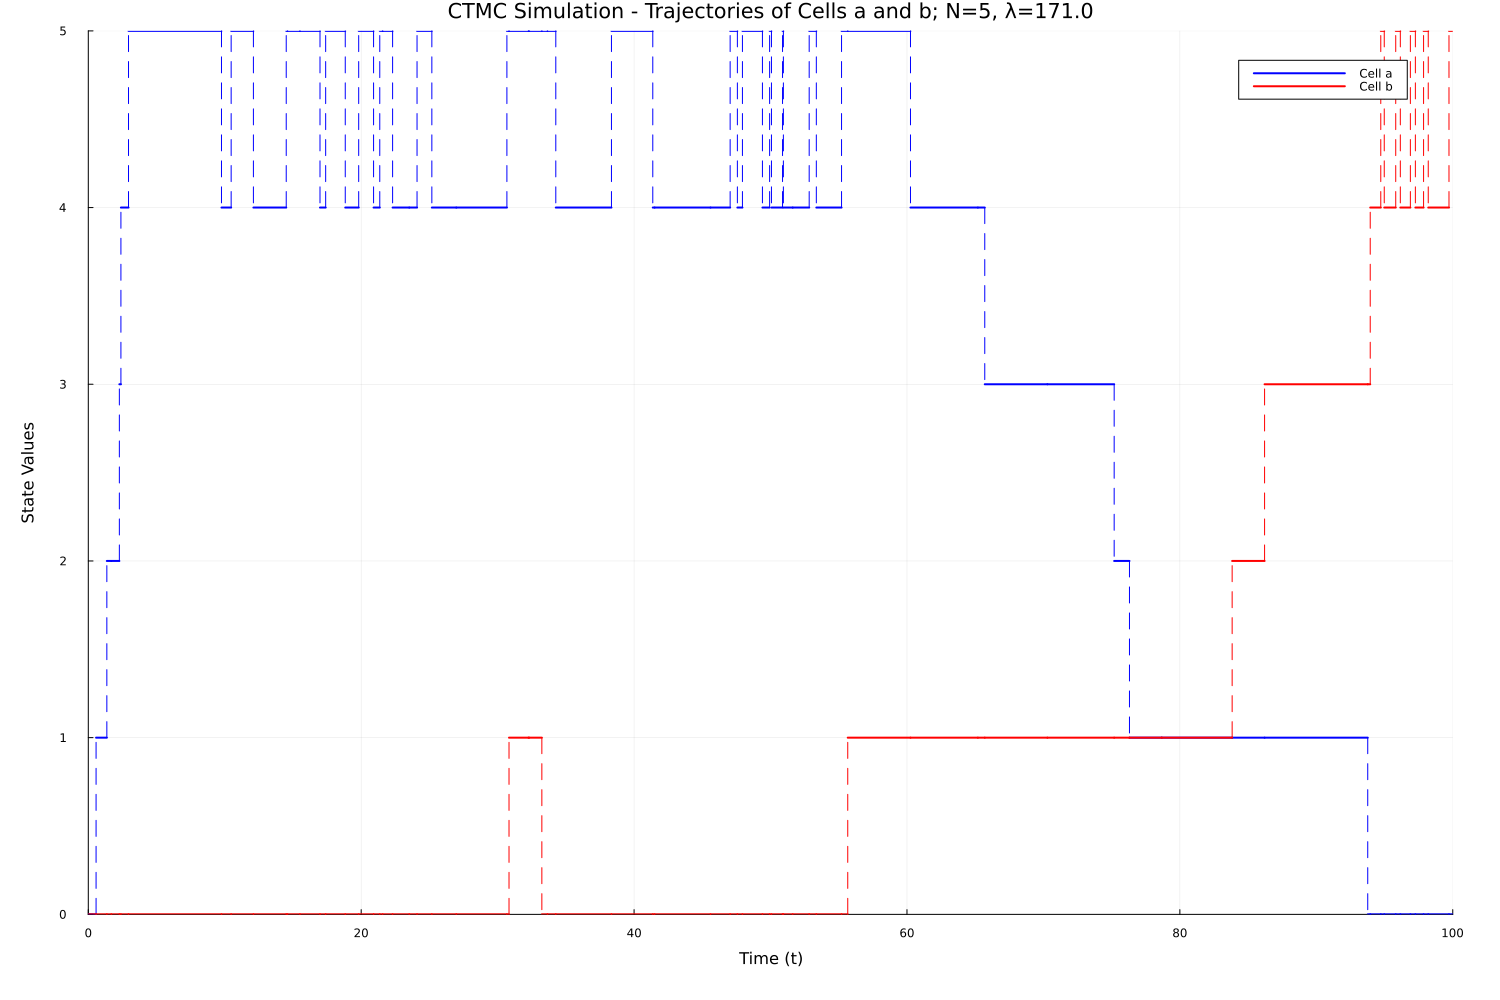 CTMC Simulation - Trajectories of Cells a and b; N=5, λ=171.0
5
Cell a
Cell b
4
3
State Values
2
1
0
0 20 40 60 80 100
Time (t)